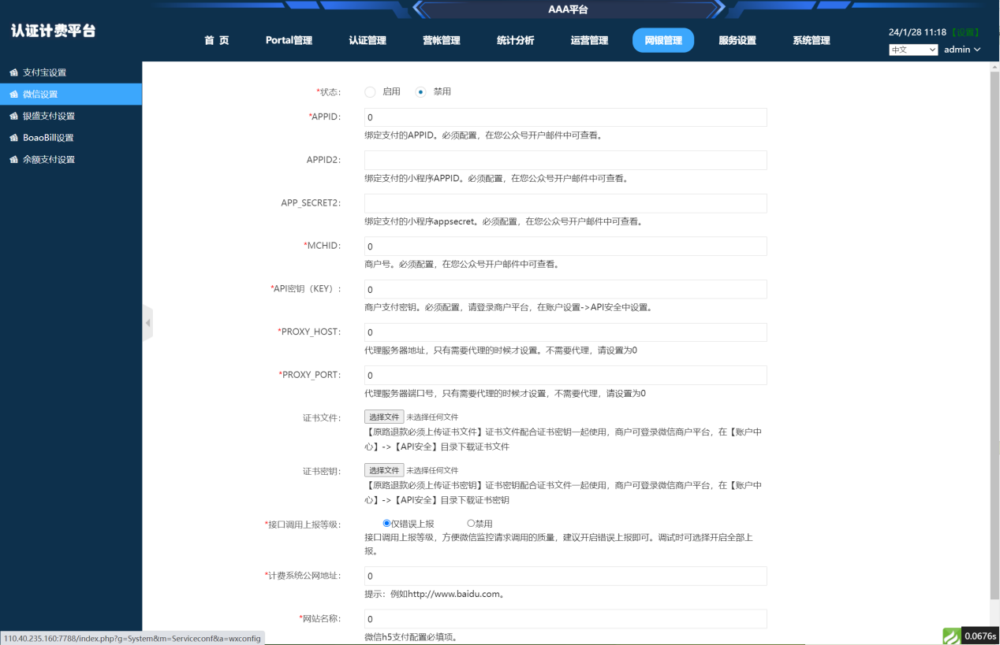 AAA平台
认证计费平台
首 页 Portal管理 认证管理 营帐管理 统计分析 运营管理 网银管理 服务设置 系统管理
24/1/28 11:18 【设置】
中文 admin
支付宝设置
微信设置
银盛支付设置
BoaoBill设置
余额支付设置
*状态： 启用 禁用
*APPID： 0
绑定支付的APPID。必须配置，在您公众号开户邮件中可查看。
APPID2：
绑定支付的小程序APPID。必须配置，在您公众号开户邮件中可查看。
APP_SECRET2：
绑定支付的小程序appsecret。必须配置，在您公众号开户邮件中可查看。
*MCHID： 0
商户号。必须配置，在您公众号开户邮件中可查看。
*API密钥（KEY）： 0
商户支付密钥。必须配置，请登录商户平台，在账户设置->API安全中设置。
*PROXY_HOST： 0
代理服务器地址，只有需要代理的时候才设置。不需要代理，请设置为0
*PROXY_PORT： 0
代理服务器端口号，只有需要代理的时候才设置，不需要代理，请设置为0
证书文件： 选择文件 未选择任何文件
【原路退款必须上传证书文件】证书文件配合证书密钥一起使用，商户可登录微信商户平台，在【账户中
心】->【API安全】目录下载证书文件
证书密钥： 选择文件 未选择任何文件
【原路退款必须上传证书密钥】证书密钥配合证书文件一起使用，商户可登录微信商户平台，在【账户中
心】->【API安全】目录下载证书密钥
*接口调用上报等级： 仅错误上报 禁用
接口调用上报等级，方便微信监控请求调用的质量，建议开启错误上报即可。调试时可选择开启全部上
报。
*计费系统公网地址： 0
提示：例如http://www.baidu.com。
*网站名称： 0
微信h5支付配置必填项。
110.40.235.160:7788/index.php?g=System&m=Serviceconf&a=wxconfig
0.0676s